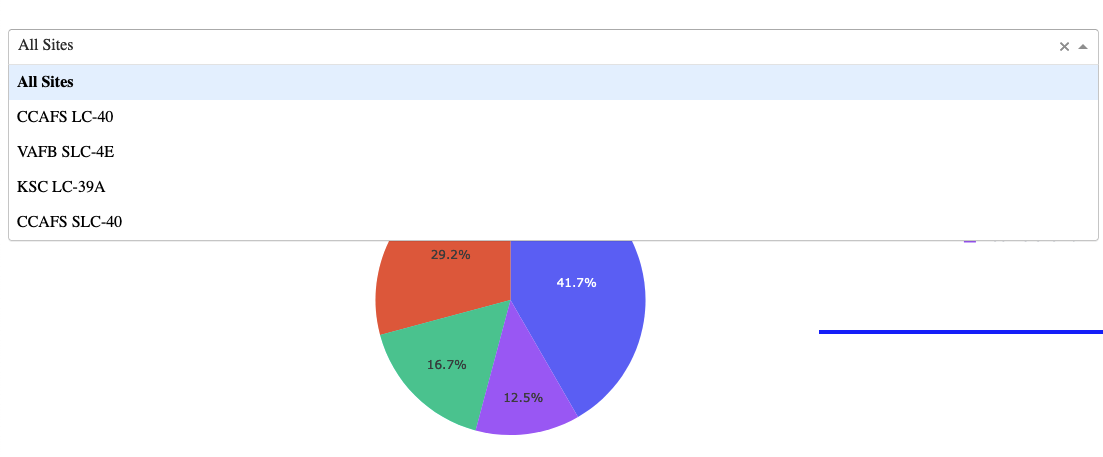 All Sites
All Sites
CCAFS LC-40
VAFB SLC-4E
KSC LC-39A
CCAFS SLC-40
29.2%
41.7%
16.7%
12.5%